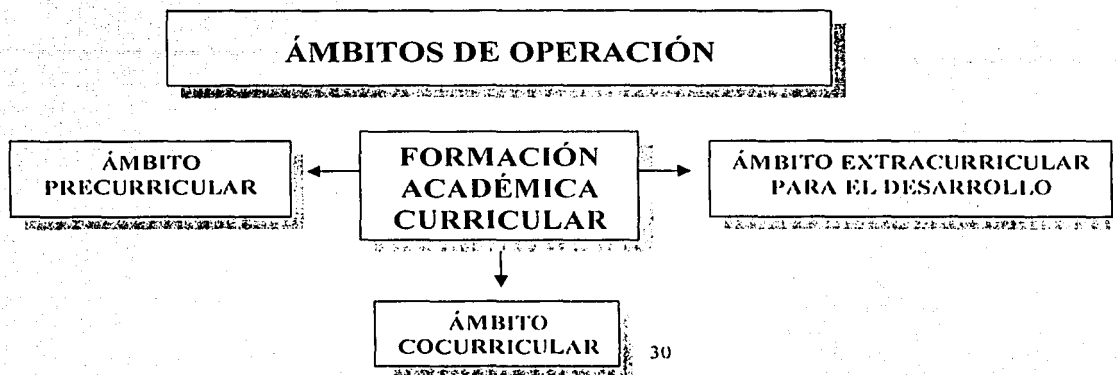 ÁMBITOS DE OPERACIÓN
ÁMBITO
PRECURRICULAR
FORMACIÓN
ACADÉMICA
CURRICULAR
ÁMBITO EXTRACURRICULAR
PARA EL DESARROLLO
ÁMBITO
COCURRICULAR
30